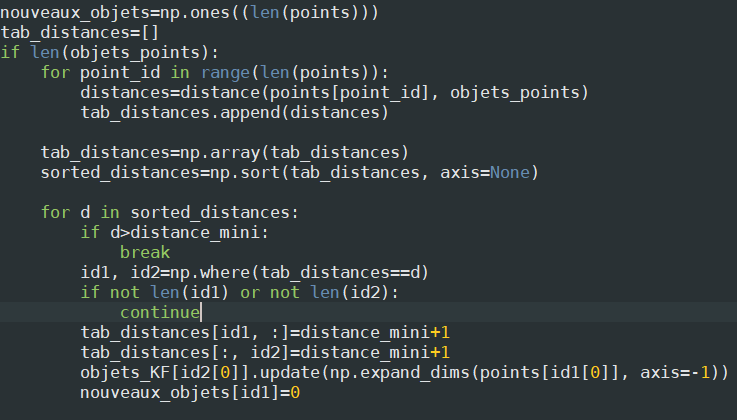 nouveaux_objets=np.ones((len(points)))
tab_distances=[]
if len(objets_points):
    for point_id in range(len(points)):
        distances=distance(points[point_id], objets_points)
        tab_distances.append(distances)

    tab_distances=np.array(tab_distances)
    sorted_distances=np.sort(tab_distances, axis=None)

    for d in sorted_distances:
        if d>distance_mini:
            break
        id1, id2=np.where(tab_distances==d)
        if not len(id1) or not len(id2):
            continue
        tab_distances[id1, :]=distance_mini+1
        tab_distances[:, id2]=distance_mini+1
        objets_KF[id2[0]].update(np.expand_dims(points[id1[0]], axis=-1))
        nouveaux_objets[id1]=0